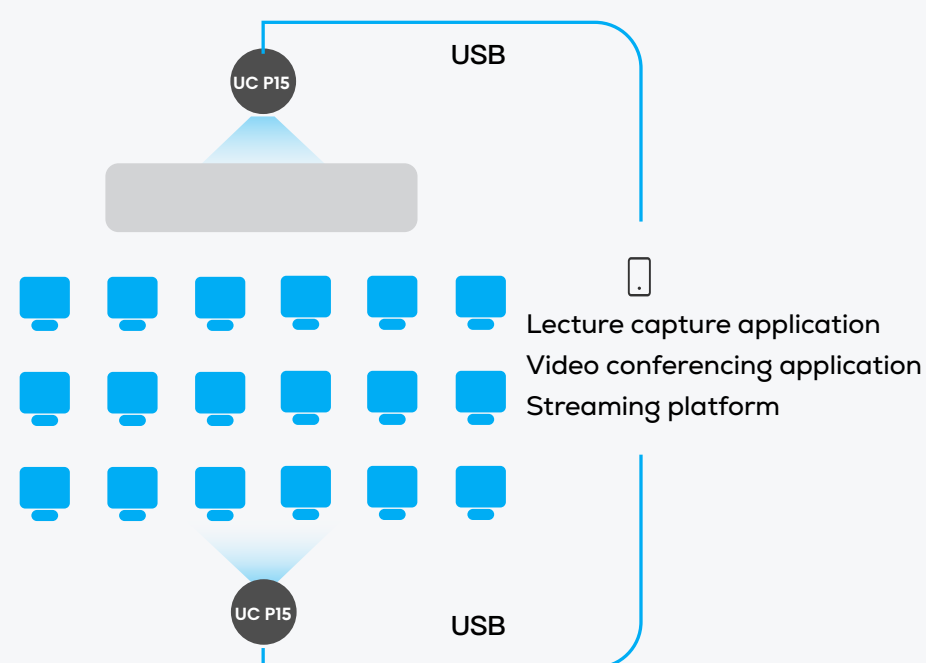 USB
UC P15
Lecture capture application
Video conferencing application
Streaming platform
UC P15
USB